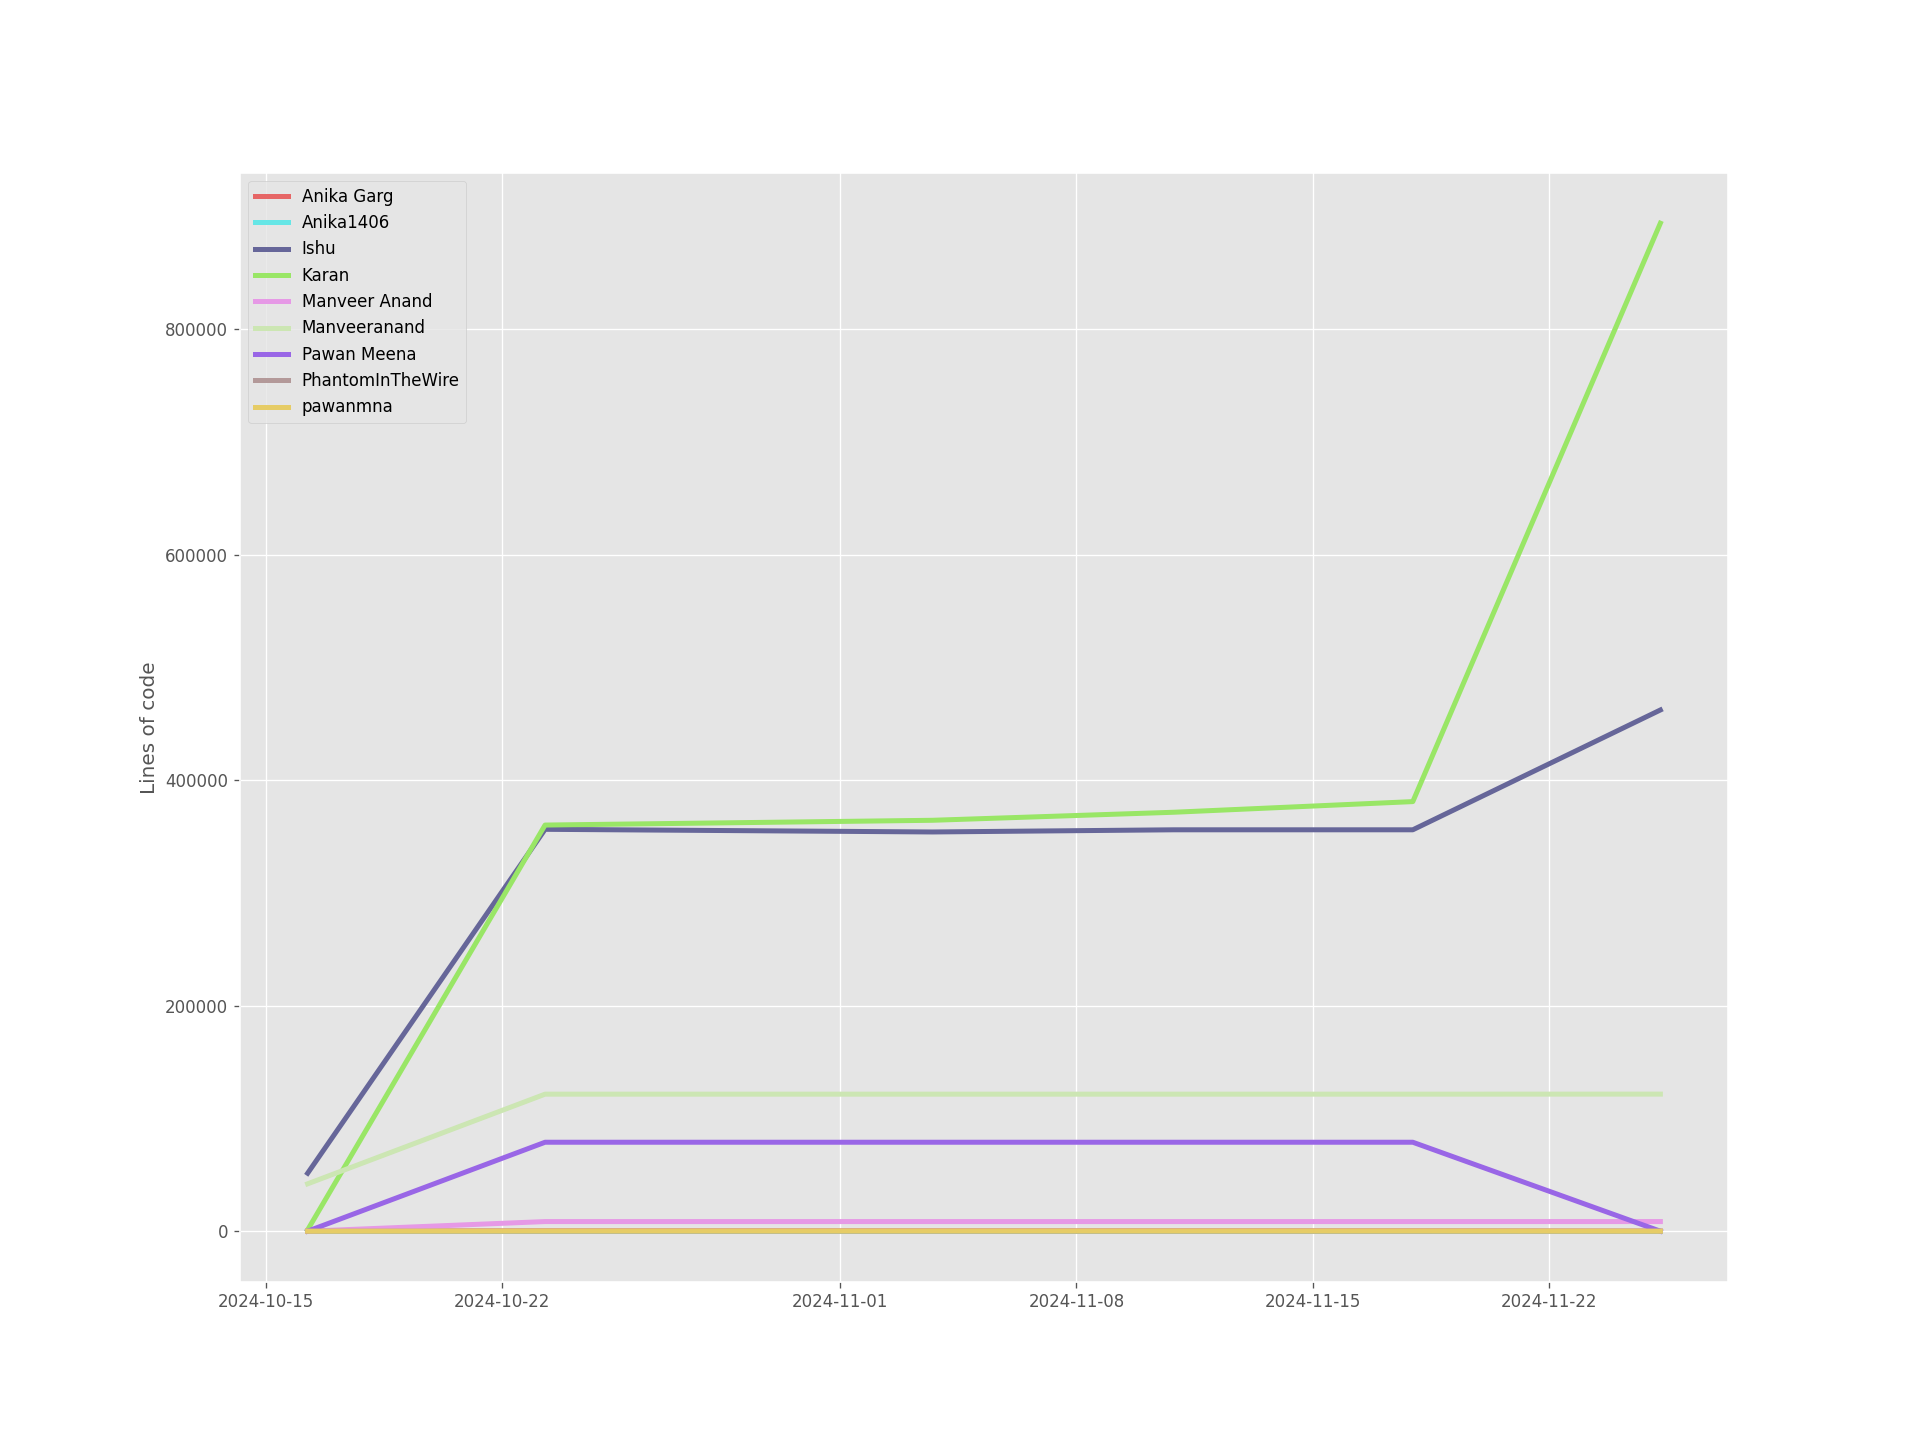 Anika Garg
Anika1406
Ishu
Karan
Manveer Anand
Manveeranand
Pawan Meena
PhantomInTheWire
pawanmna
Lines of code
800000
600000
400000
200000
0
2024-10-15
2024-10-22
2024-11-01
2024-11-08
2024-11-15
2024-11-22